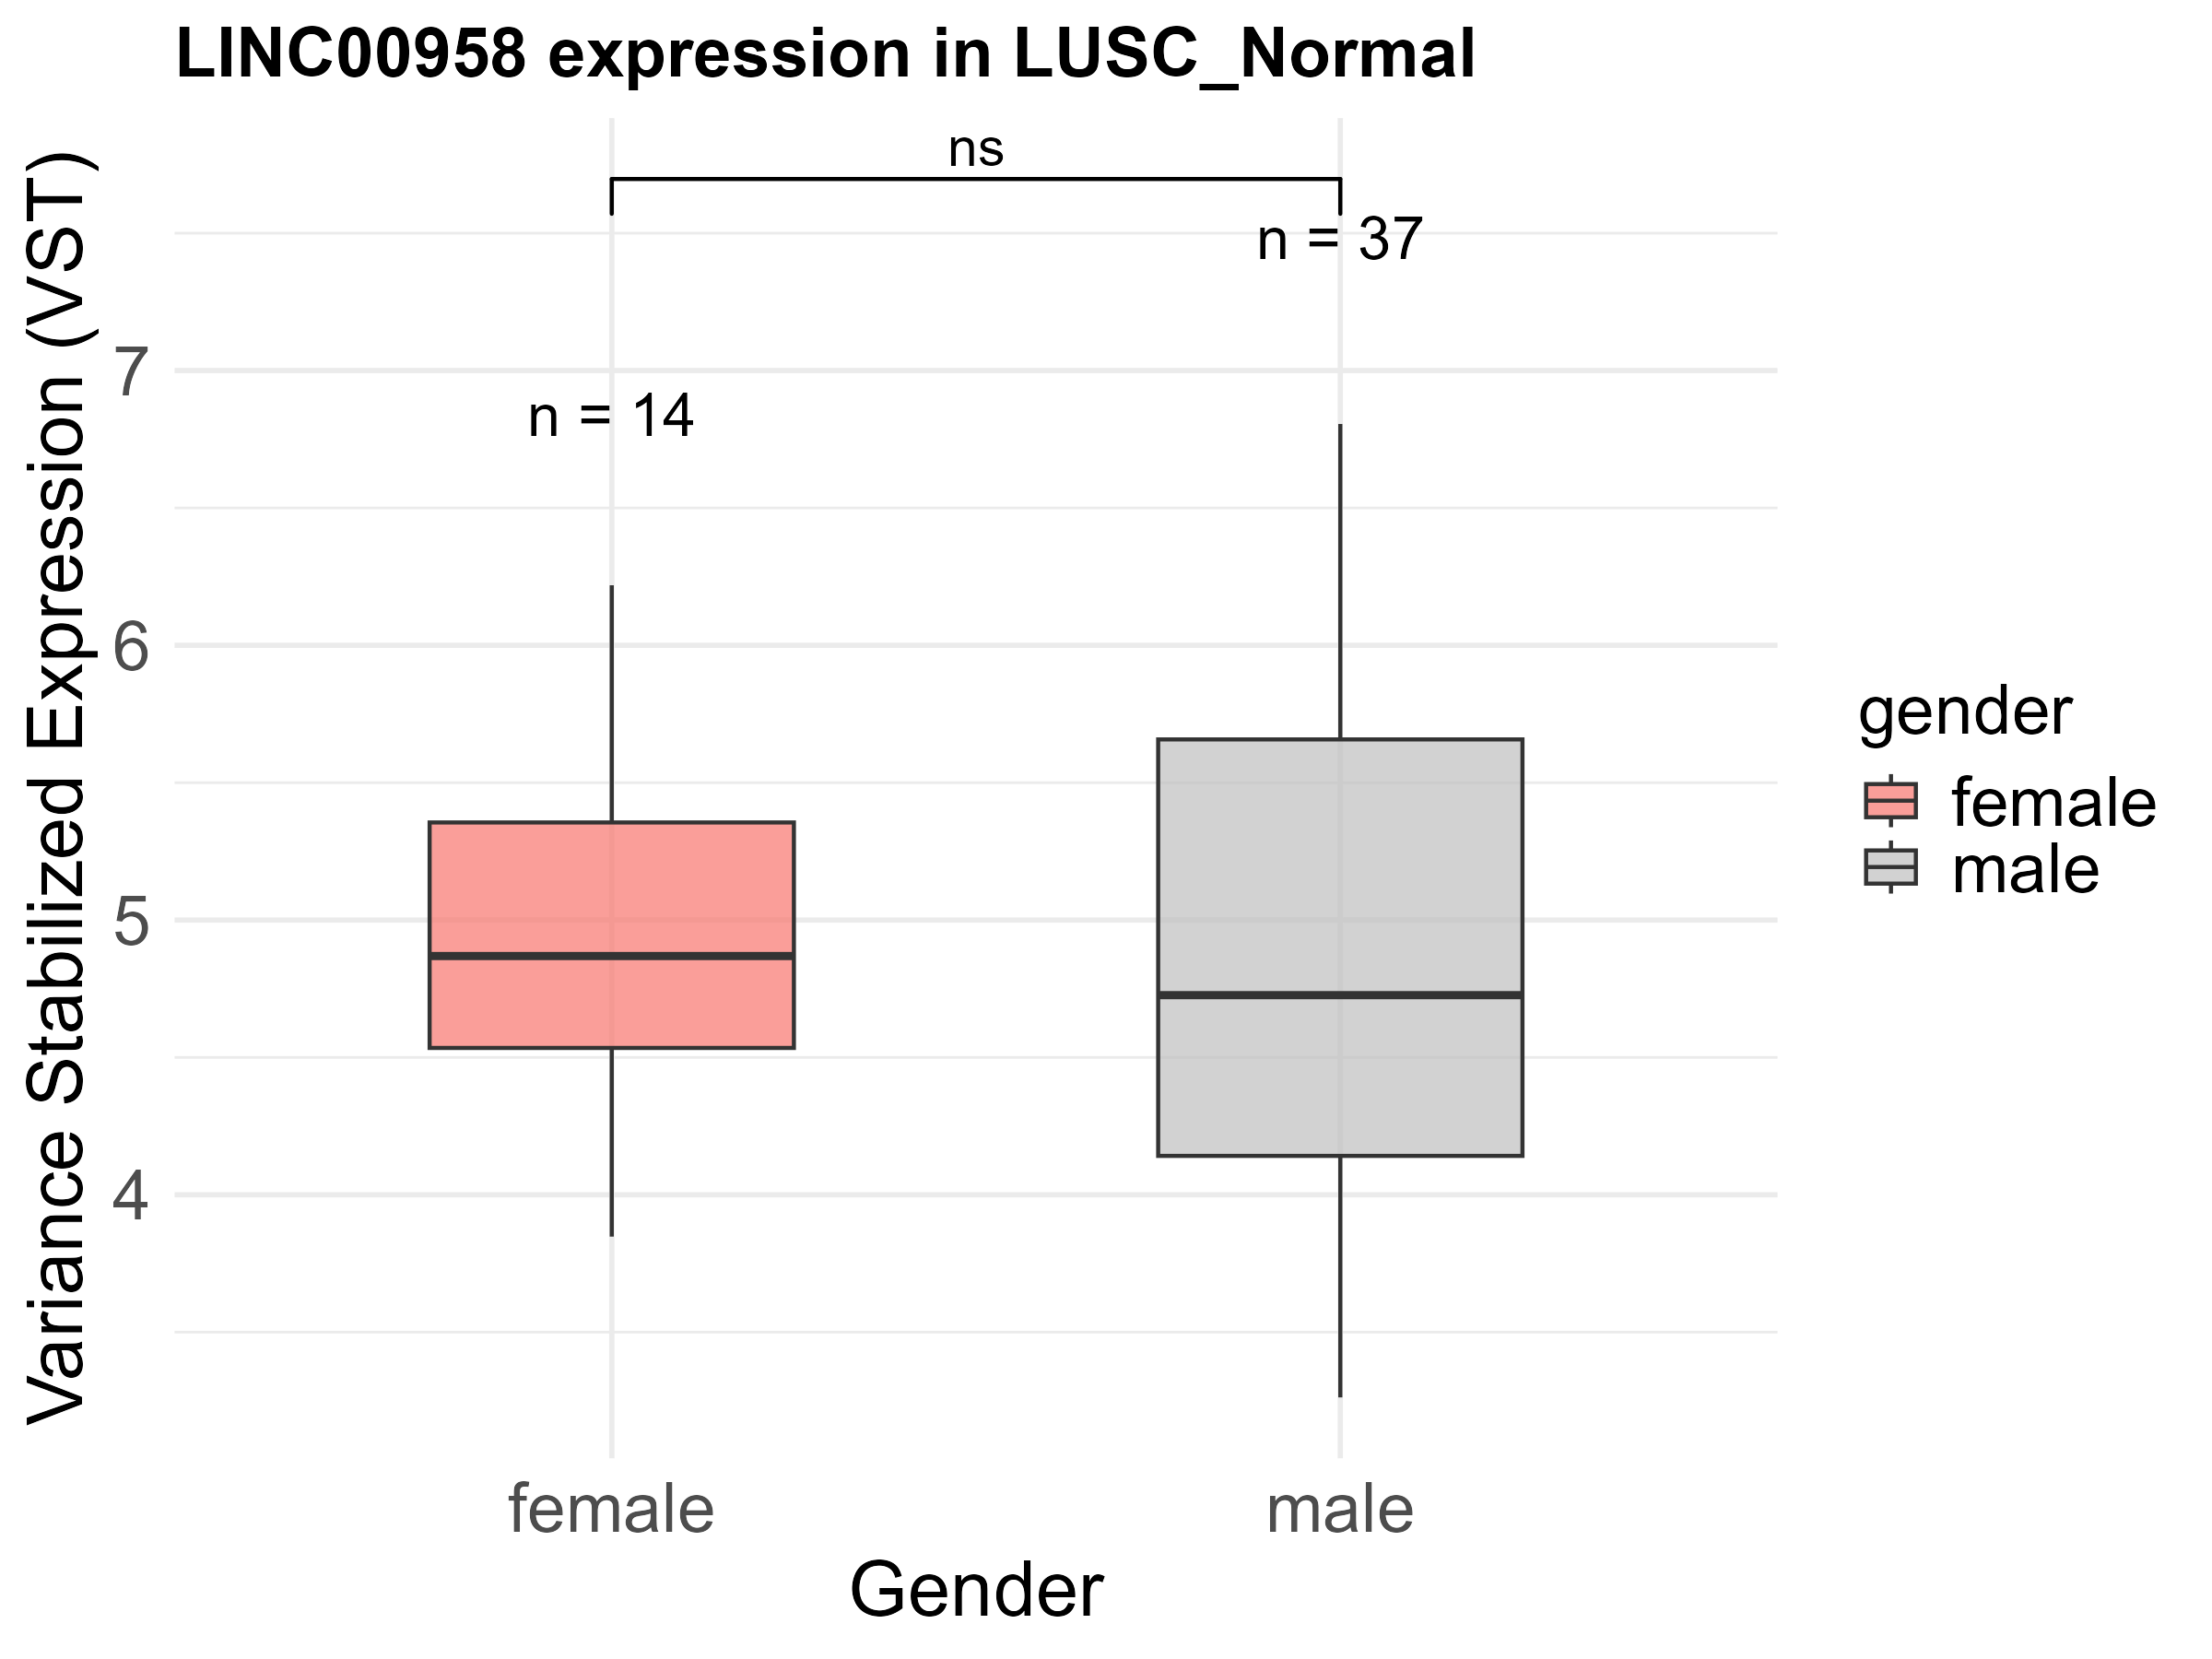 LINC00958 expression in LUSC_Normal
ns
n = 37
n = 14
Variance Stabilized Expression (VST)
7
6
5
4
female
male
Gender
gender
female
male